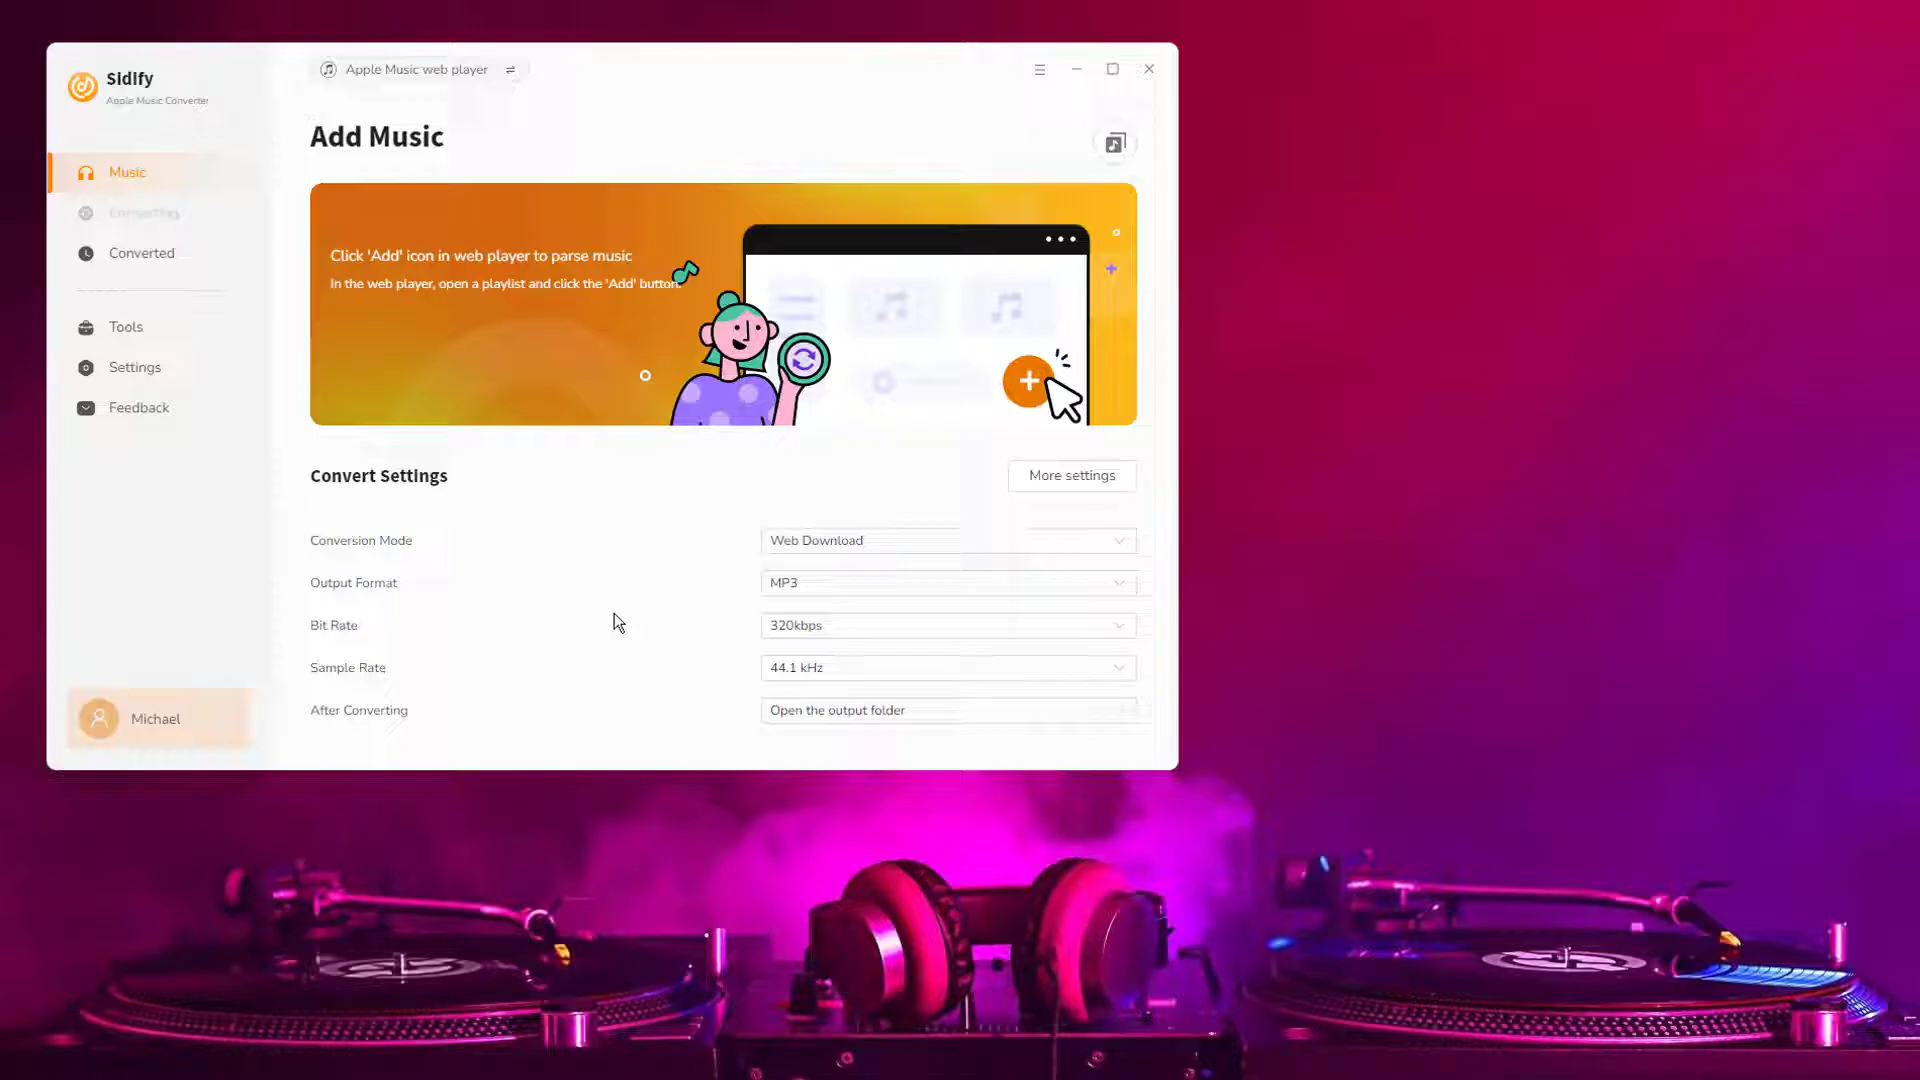 Sidify
Apple Music Converter
Apple Music web player
Music
Converting
Converted
Tools
Settings
Feedback
Michael
Add Music
Click 'Add' icon in web player to parse music
In the web player, open a playlist and click the 'Add' button.
Convert Settings
More settings
Conversion Mode
Web Download
Output Format
MP3
Bit Rate
320kbps
Sample Rate
44.1 kHz
After Converting
Open the output folder